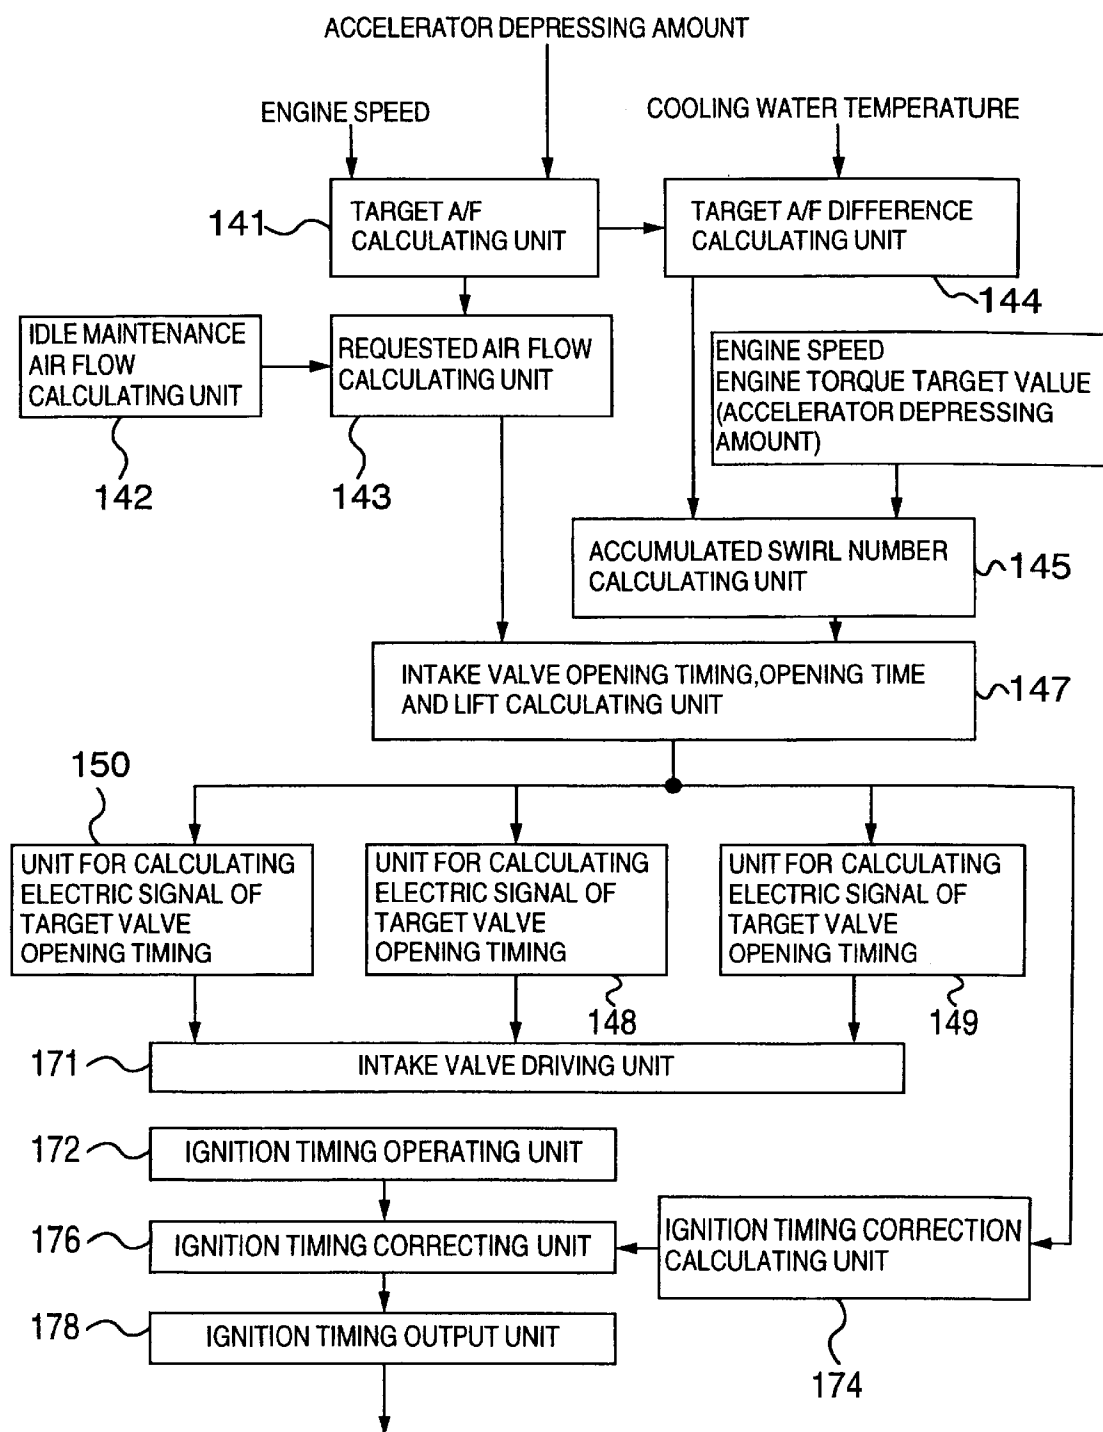 ACCELERATOR DEPRESSING AMOUNT
ENGINE SPEED
COOLING WATER TEMPERATURE
141
TARGET A/F
CALCULATING UNIT
TARGET A/F DIFFERENCE
CALCULATING UNIT
144
IDLE MAINTENANCE
AIR FLOW
CALCULATING UNIT
142
REQUESTED AIR FLOW
CALCULATING UNIT
143
ENGINE SPEED
ENGINE TORQUE TARGET VALUE
(ACCELERATOR DEPRESSING
AMOUNT)
ACCUMULATED SWIRL NUMBER
CALCULATING UNIT
145
INTAKE VALVE OPENING TIMING,OPENING TIME
AND LIFT CALCULATING UNIT
147
150
UNIT FOR CALCULATING
ELECTRIC SIGNAL OF
TARGET VALVE
OPENING TIMING
UNIT FOR CALCULATING
ELECTRIC SIGNAL OF
TARGET VALVE
OPENING TIMING
148
UNIT FOR CALCULATING
ELECTRIC SIGNAL OF
TARGET VALVE
OPENING TIMING
149
171
INTAKE VALVE DRIVING UNIT
172
IGNITION TIMING OPERATING UNIT
176
IGNITION TIMING CORRECTING UNIT
IGNITION TIMING CORRECTION
CALCULATING UNIT
174
178
IGNITION TIMING OUTPUT UNIT